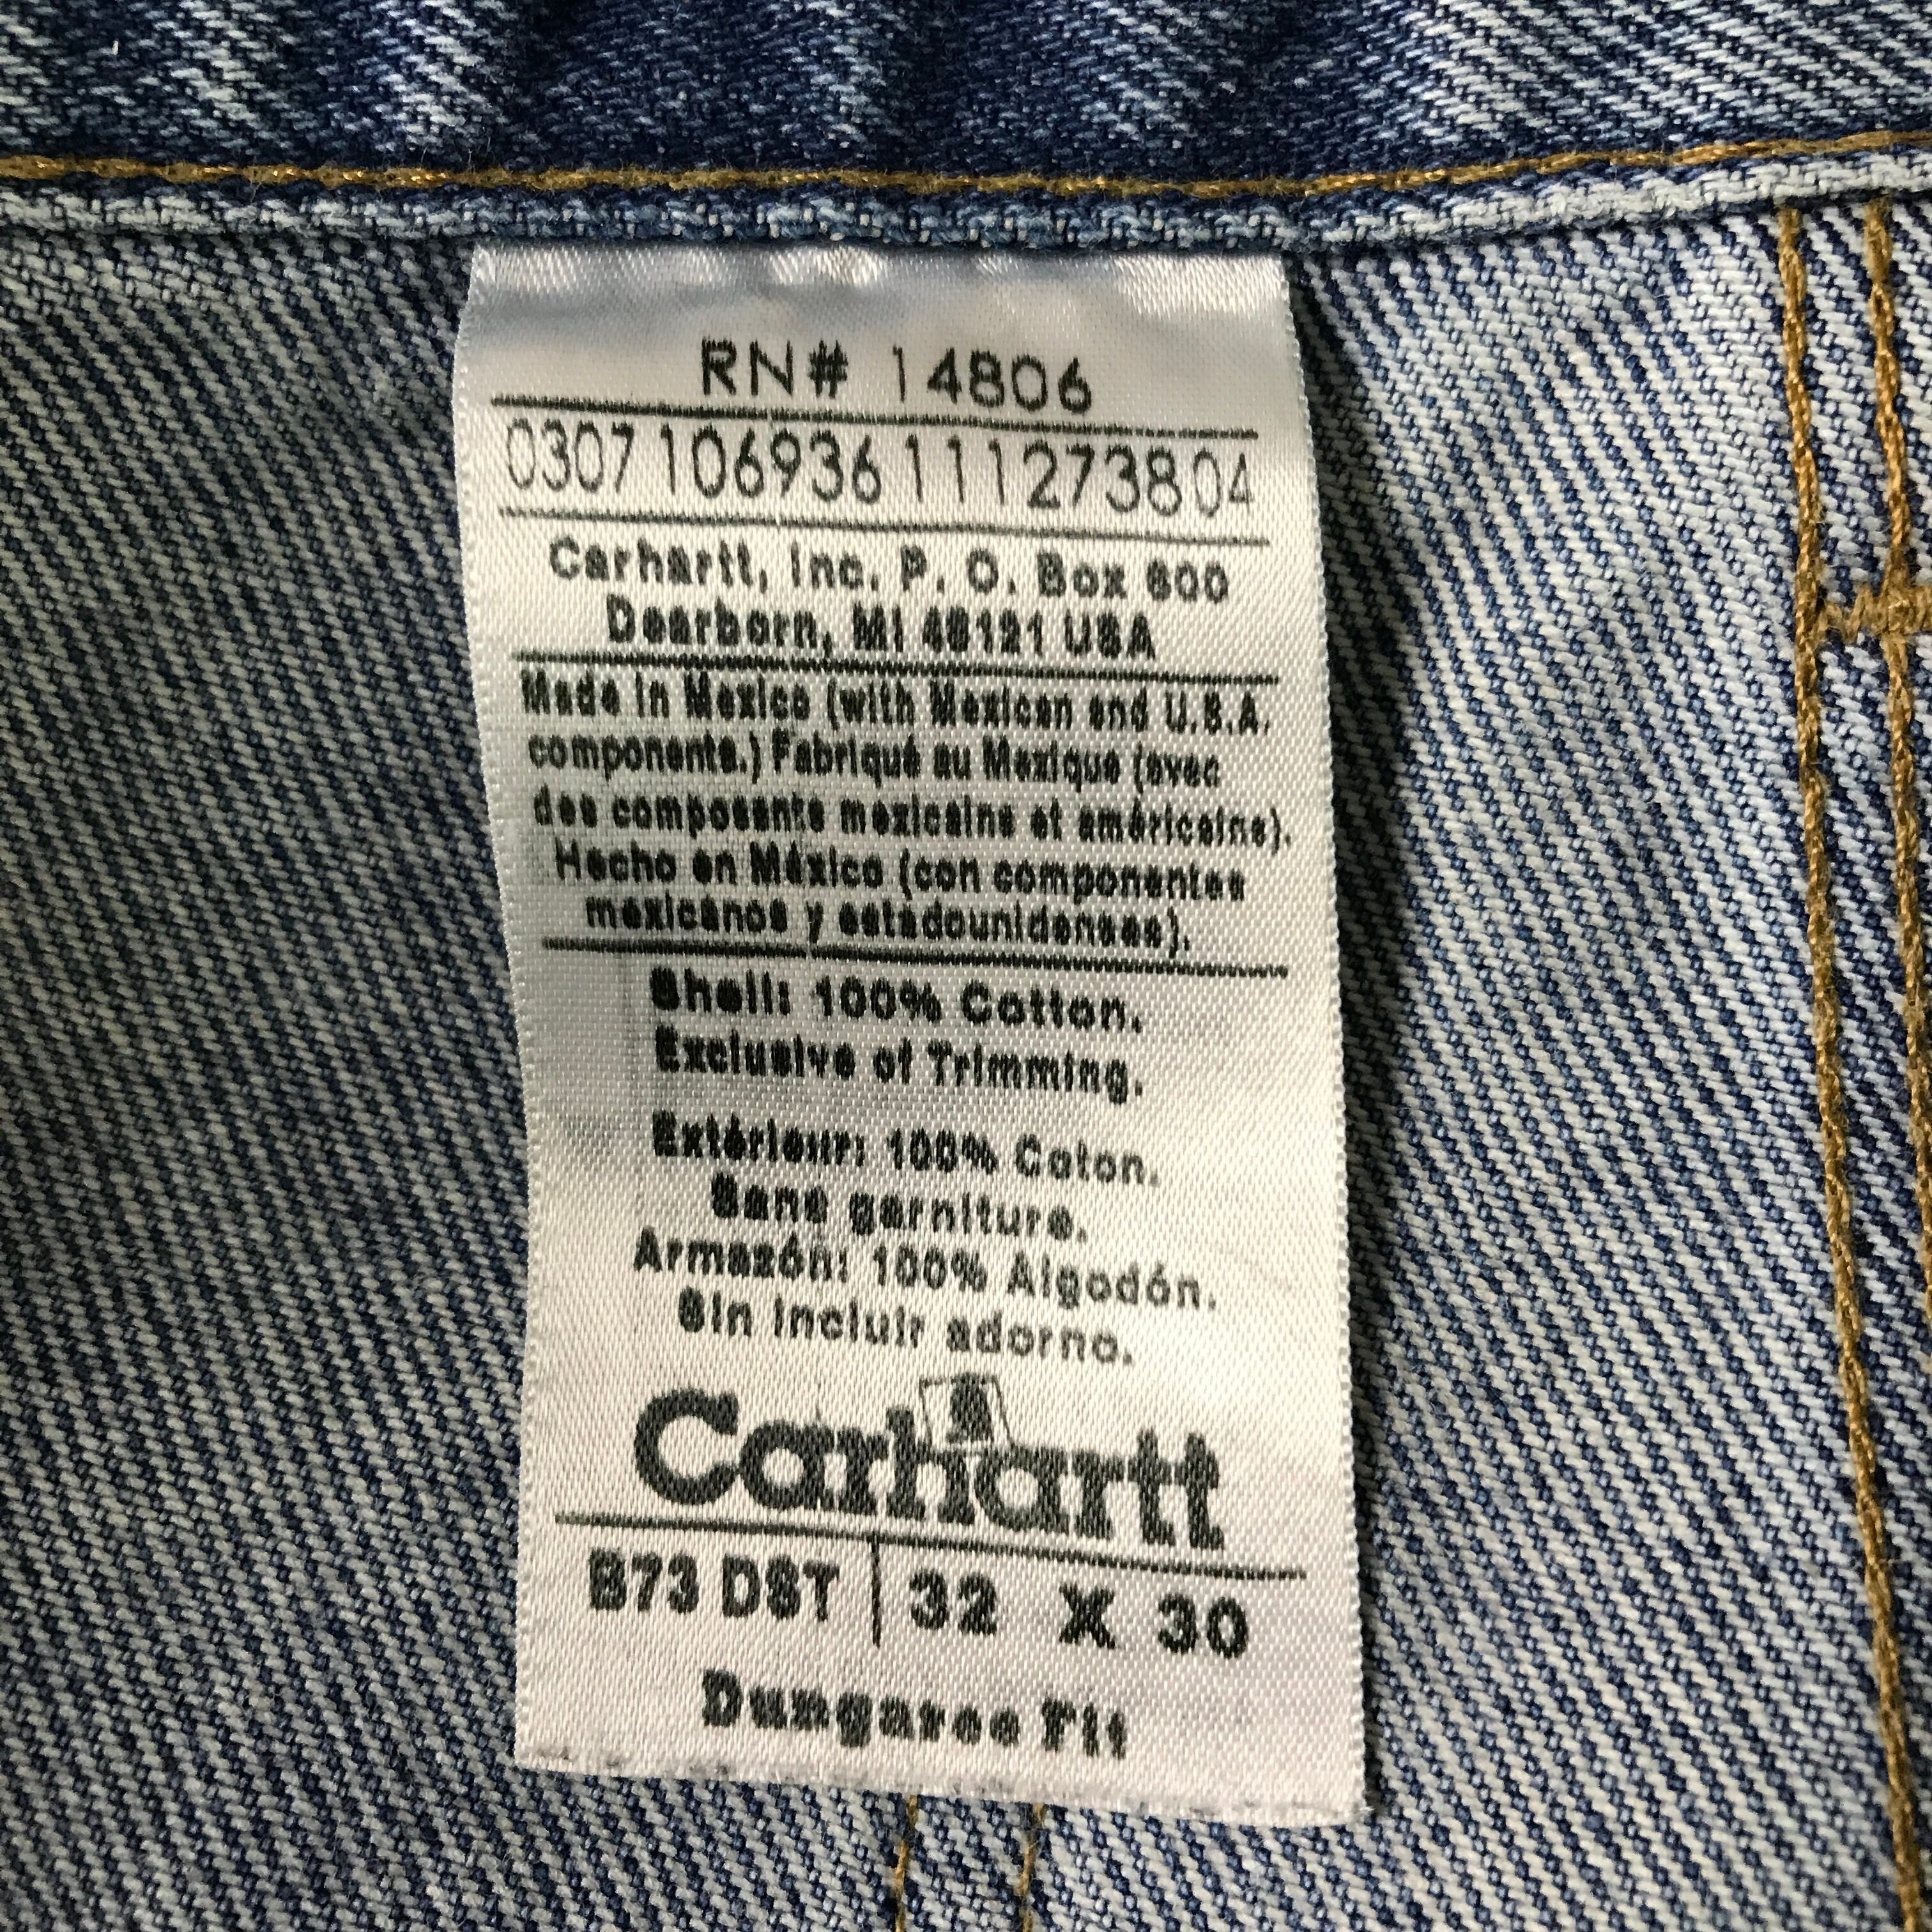 RN# 14806
0307 106936 111273804
Carhartt, Inc. P. O. Box 600
Dearborn, MI 48121 USA
Made in Mexico (with Mexican and U.S.A.
components.) Fabriqué au Mexique (avec
des composants mexicains et américains).
Hecho en México (con componentes
mexicanos y estadounidenses).
Shell: 100% Cotton.
Exclusive of Trimming.
Extérieur: 100% Coton.
Sans garniture.
Armazón: 100% Algodón.
Sin incluir adorno.
Carhartt
B73 DST | 32 X 30
Dungaree Fit